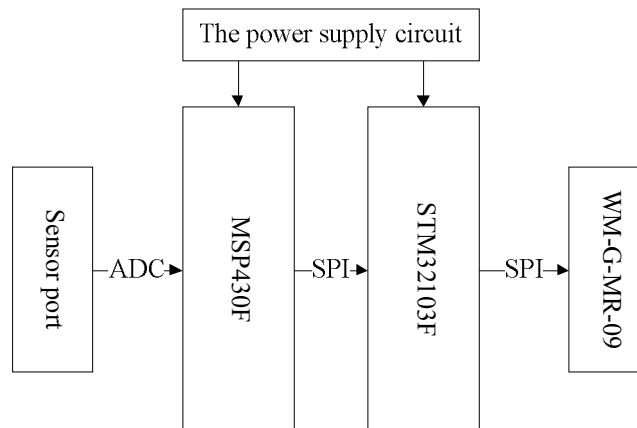 The power supply circuit
Sensor port
ADC
MSP430F
SPI
STM32103F
SPI
WM-G-MR-09